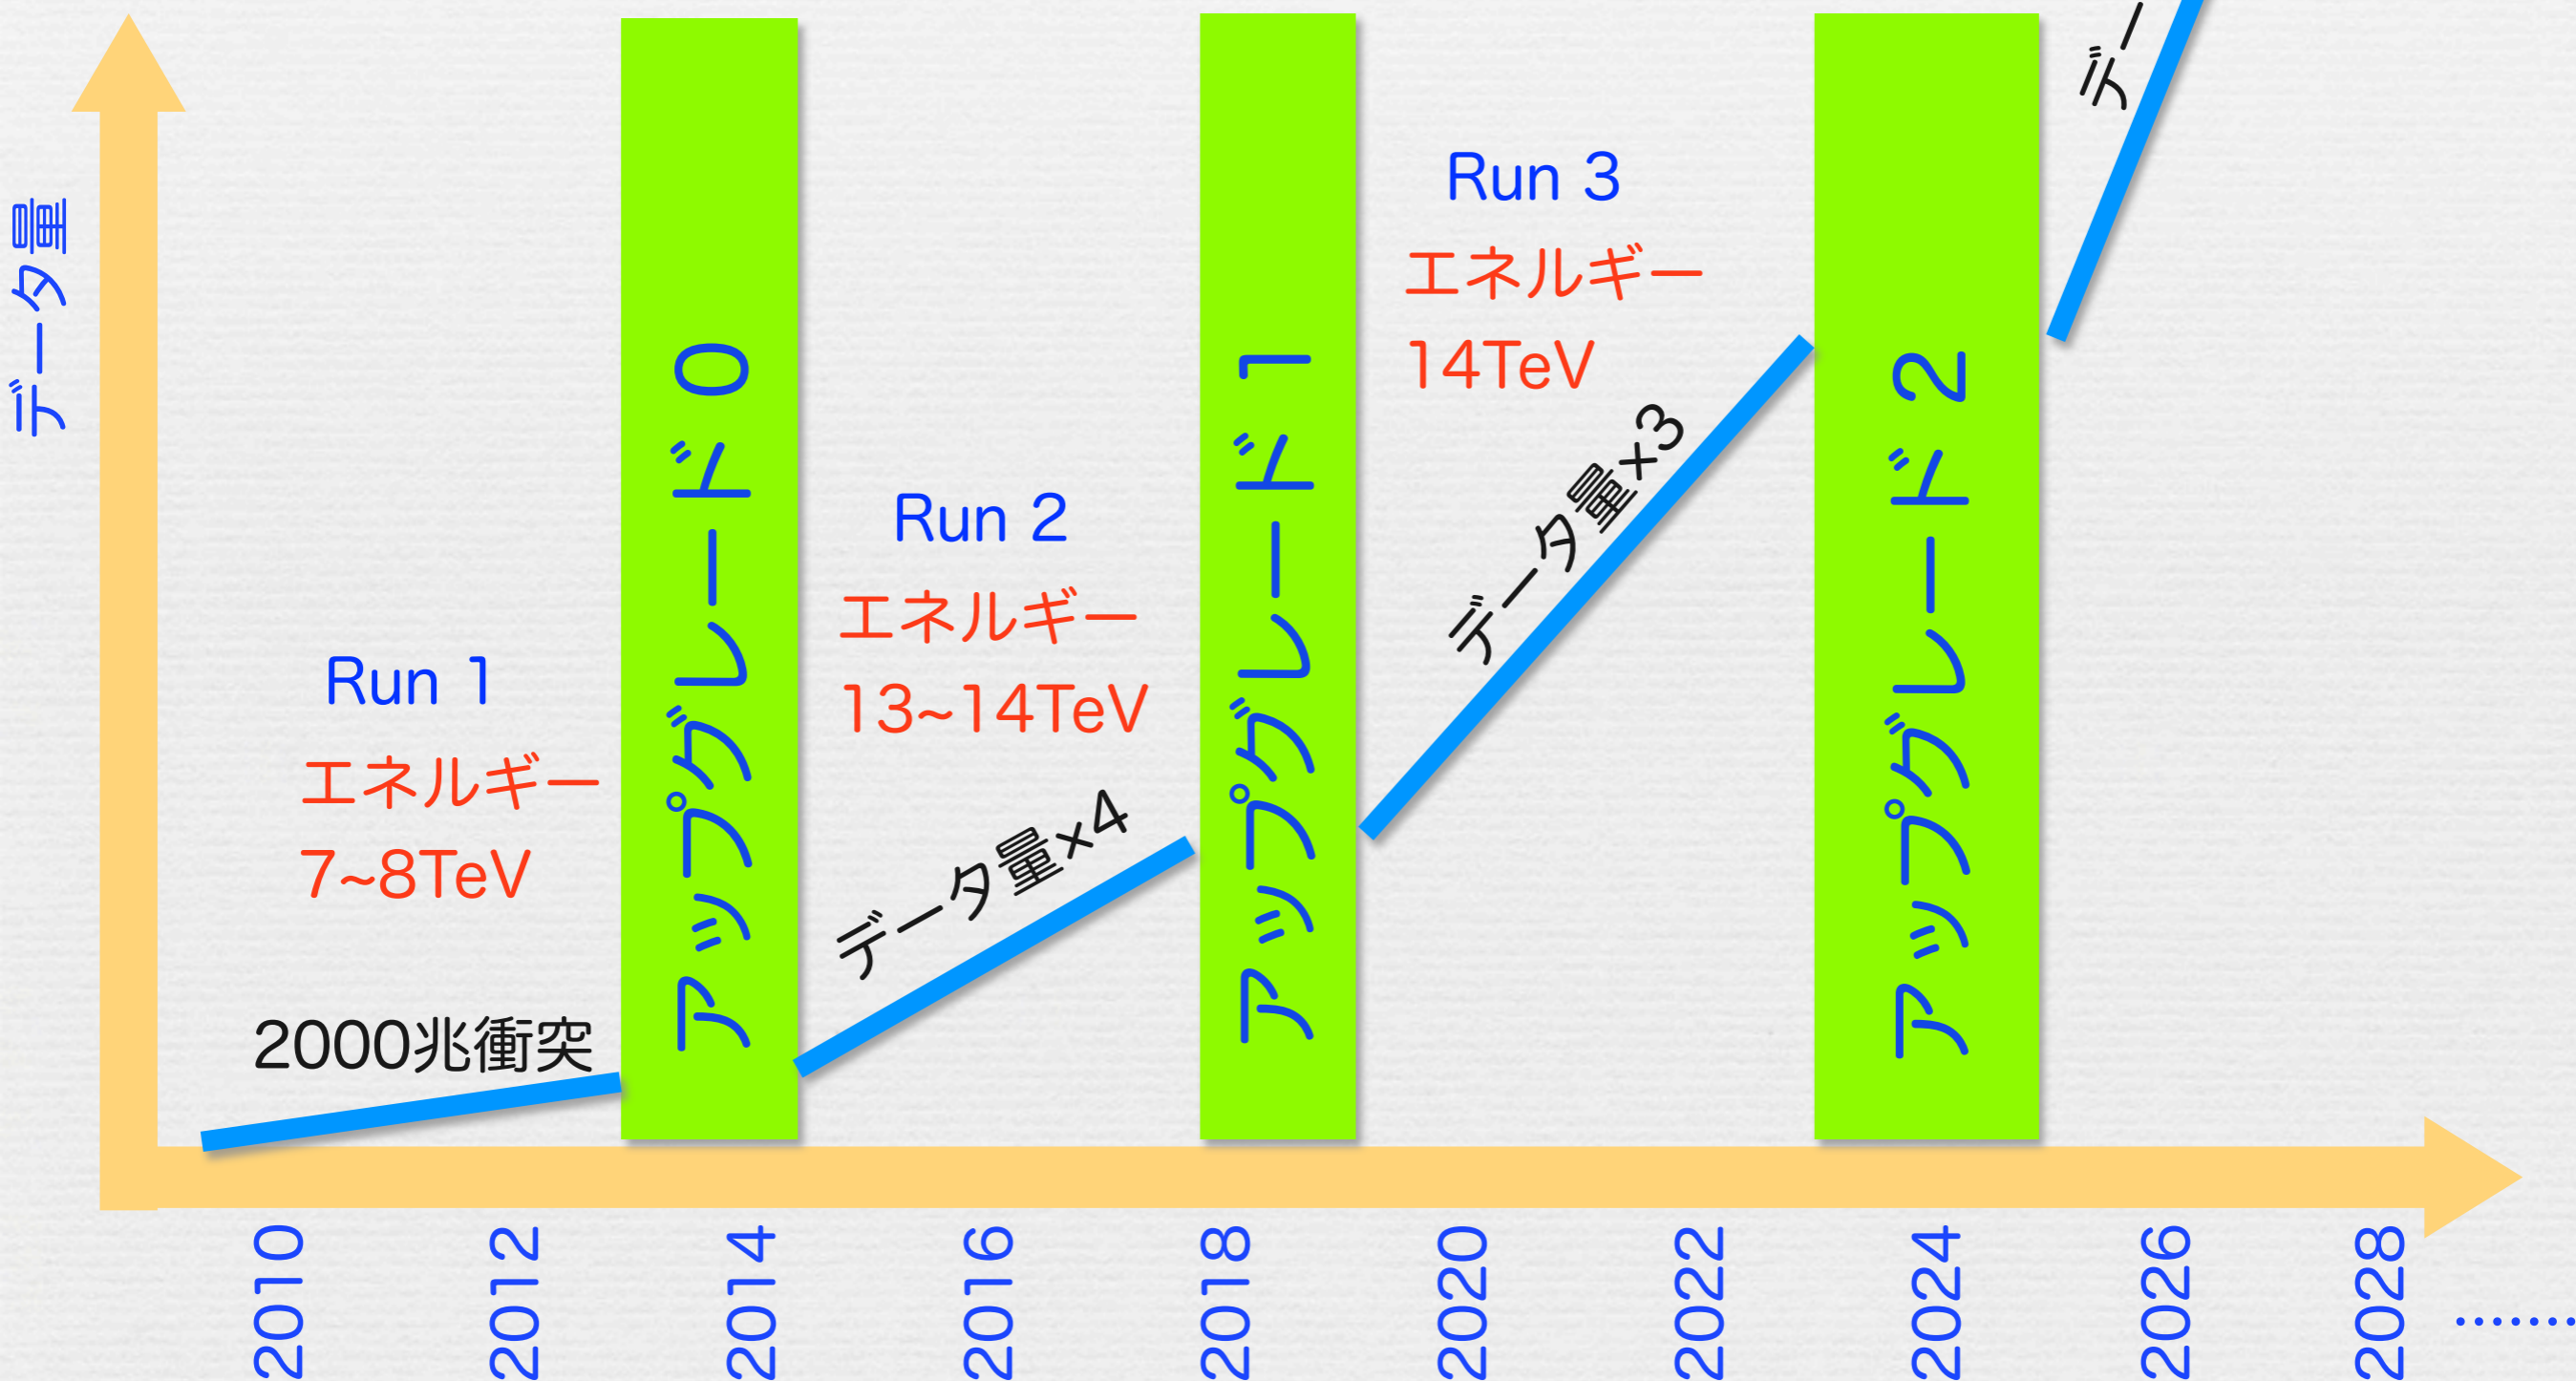 データ量
Run 1
エネルギー
7~8TeV
2000兆衝突
アップグレード 0
Run 2
エネルギー
13~14TeV
データ量×4
アップグレード 1
Run 3
エネルギー
14TeV
データ量×3
アップグレード 2
デー
2010
2012
2014
2016
2018
2020
2022
2024
2026
2028
.......